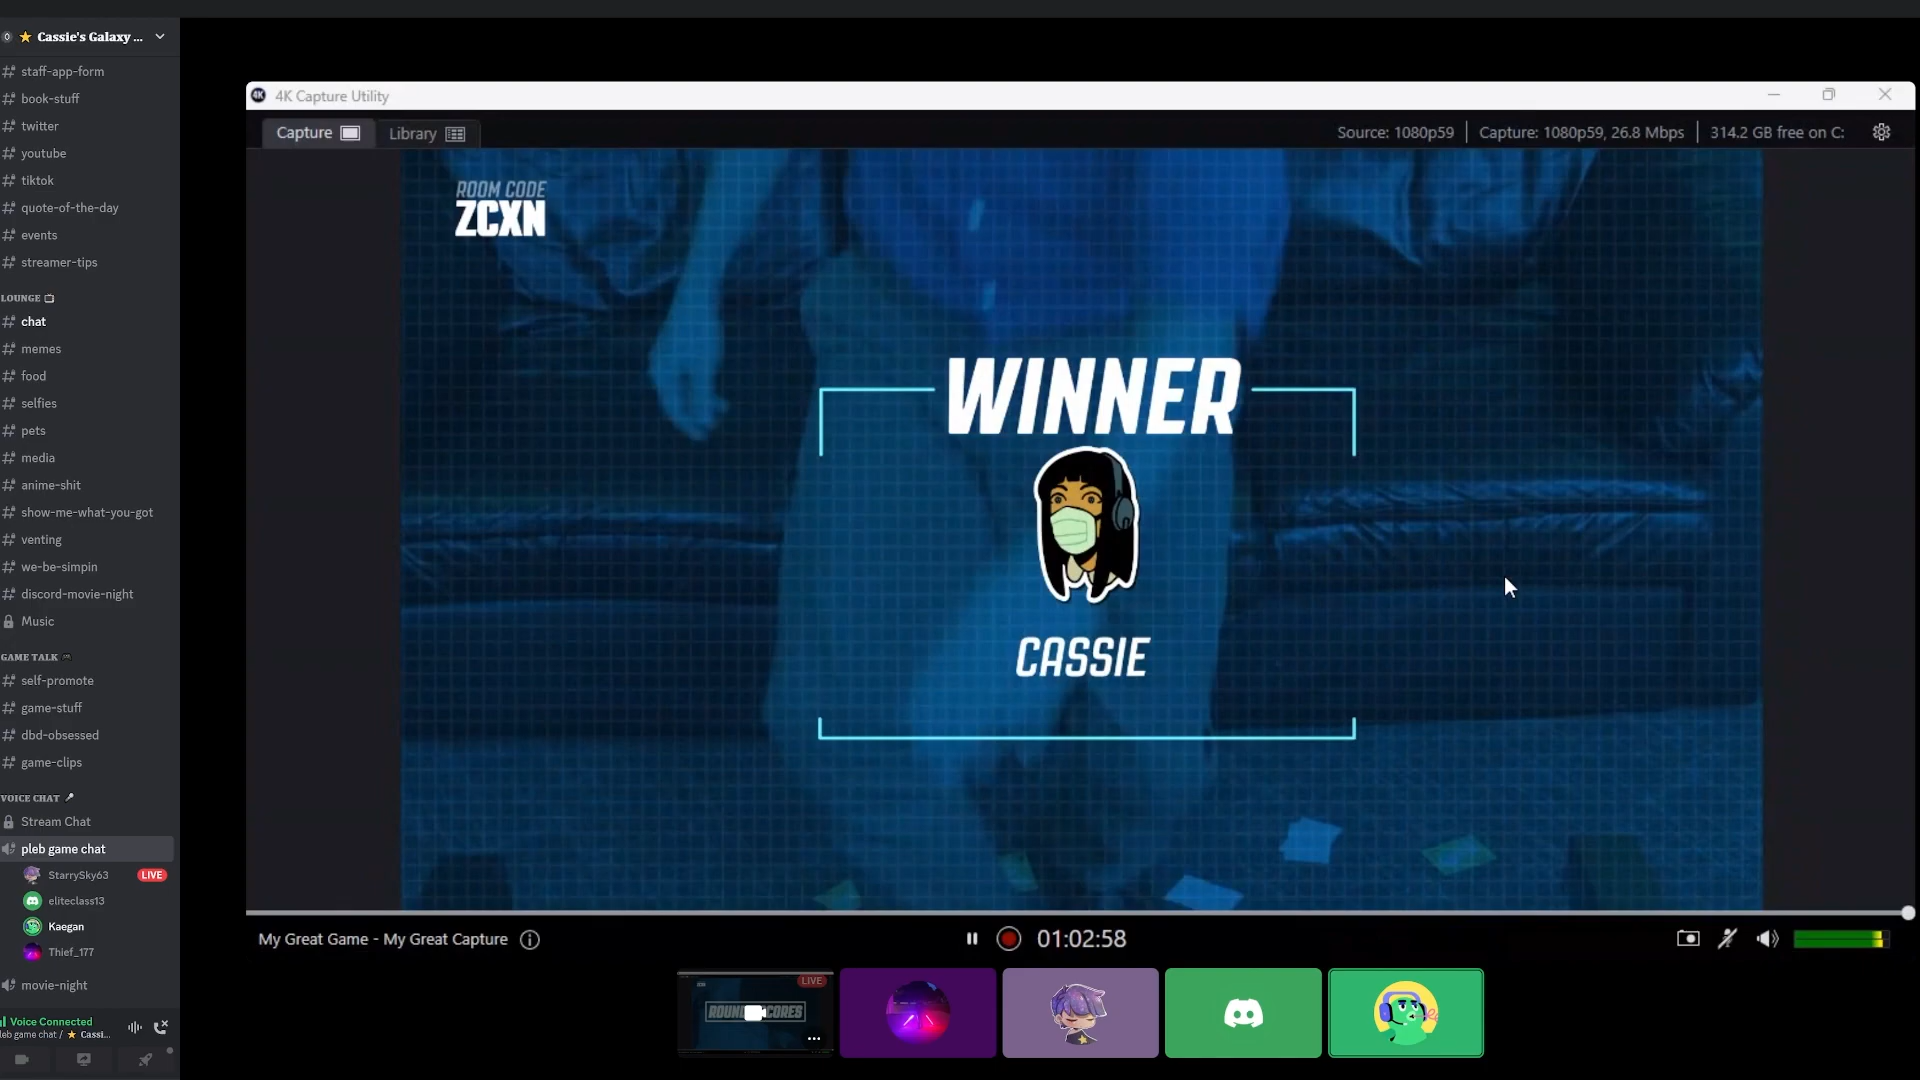 Cassie's Galaxy ...
staff-app-form
book-stuff
twitter
youtube
tiktok
quote-of-the-day
events
streamer-tips
LOUNGE
chat
memes
food
selfies
pets
media
anime-shit
show-me-what-you-got
venting
we-be-simpin
discord-movie-night
Music
GAME TALK
self-promote
game-stuff
dbd-obsessed
game-clips
VOICE CHAT
Stream Chat
pleb game chat
StarrySky63 LIVE
eliteclass13
Kaegan
Thief_177
movie-night
Voice Connected
leb game chat / Cassi...
4K Capture Utility
Capture Library Source: 1080p59 Capture: 1080p59, 26.8 Mbps 314.2 GB free on C:
ROOM CODE
ZCXN
WINNER
CASSIE
My Great Game - My Great Capture 01:02:58
LIVE